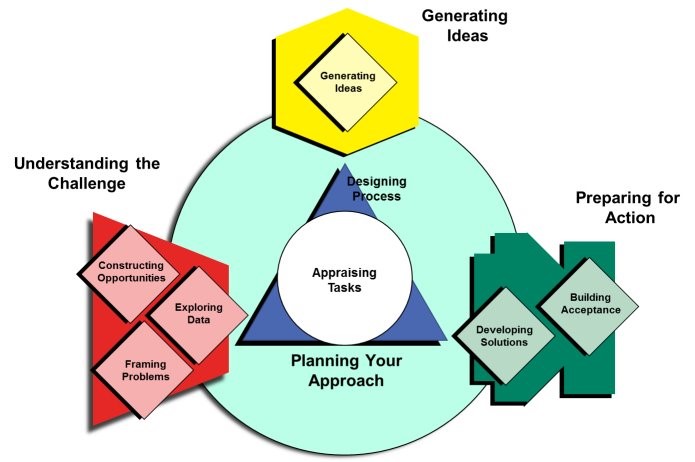 Generating
Ideas
Generating
Ideas
Understanding the
Challenge
Designing
Process
Preparing for
Action
Constructing
Opportunities
Appraising
Tasks
Exploring
Data
Building
Acceptance
Developing
Solutions
Framing
Problems
Planning Your
Approach